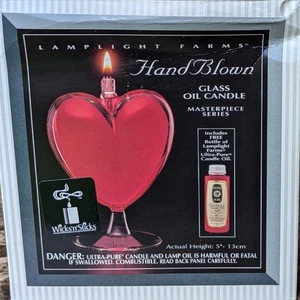 LAMPLIGHT FARMS®
Hand Blown
GLASS
OIL CANDLE
MASTERPIECE
SERIES
Includes
FREE
Bottle of
Lamplight
Farms®
Ultra-Pure®
Candle Oil.
WICKS'N'STICKS
Actual Height: 5"- 13cm
DANGER: ULTRA-PURE® CANDLE AND LAMP OIL IS HARMFUL OR FATAL
IF SWALLOWED. COMBUSTIBLE. READ BACK PANEL CAREFULLY.